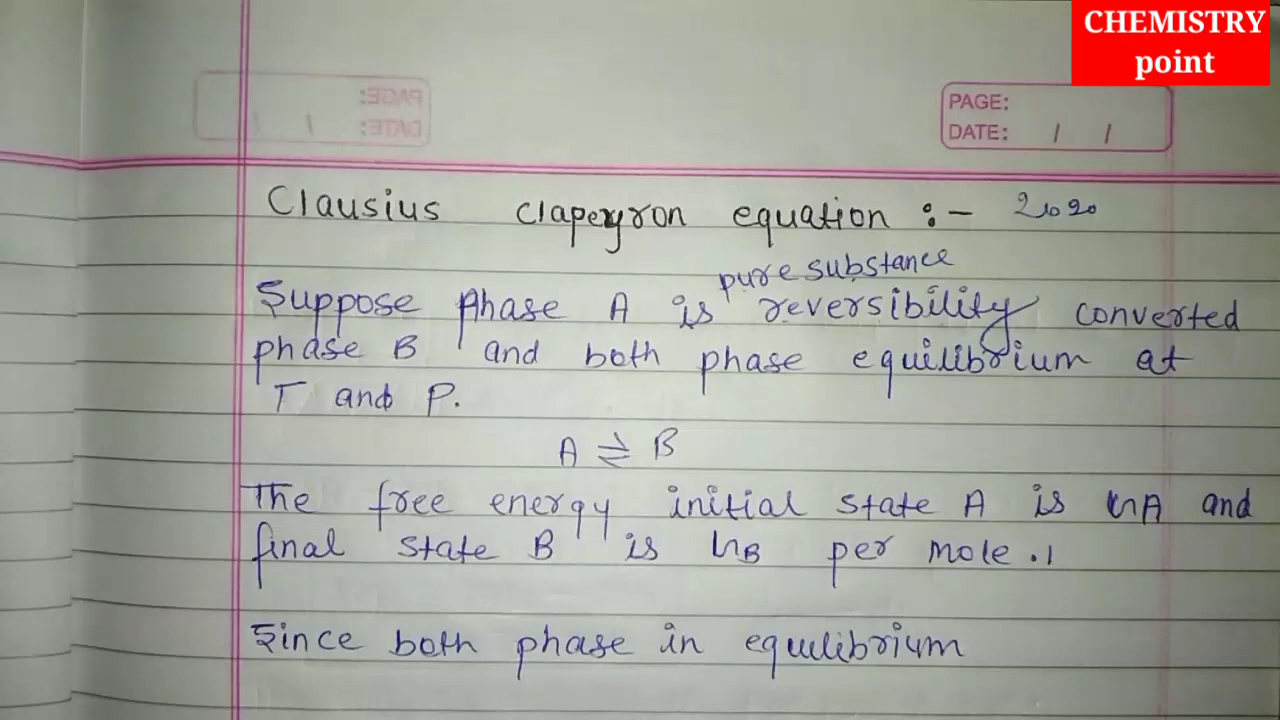 CHEMISTRY
point
PAGE:
DATE: / /
Clausius clapeyron equation :- 2020
pure substance
Suppose Phase A is reversibility converted
phase B and both phase equilibrium at
T and P.
A ⇌ B
The free energy initial state A is GA and
final state B is GB per mole .1
Since both phase in equilibrium